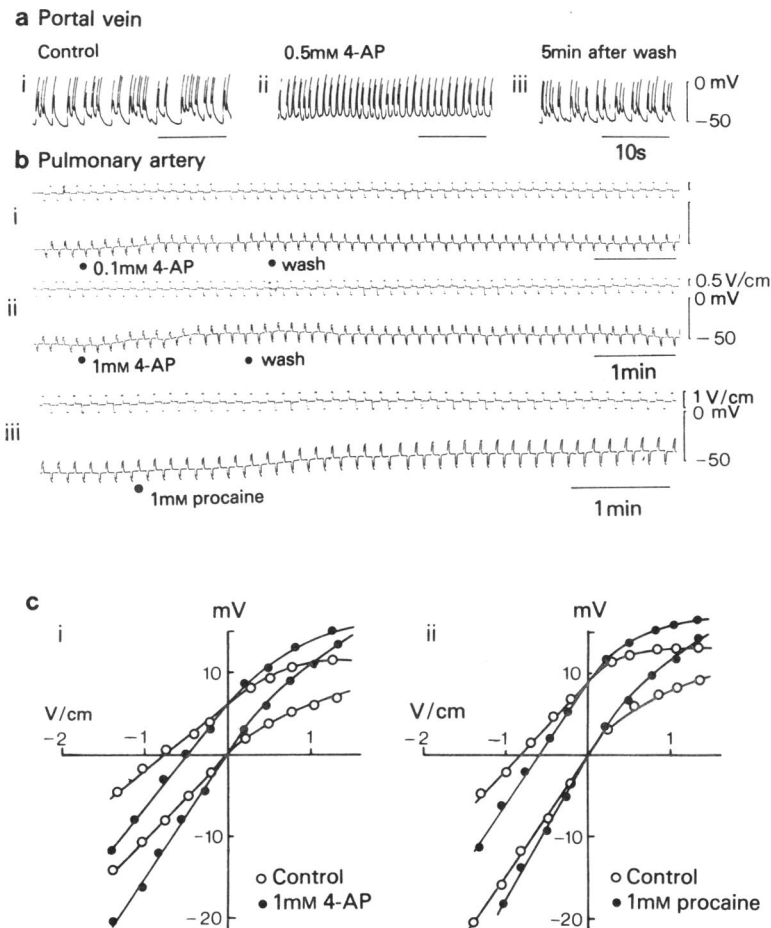 a Portal vein
Control
0.5mM 4-AP
5min after wash
i
ii
iii
0 mV
-50
10s
b Pulmonary artery
i
0.1mM 4-AP
wash
0.5 V/cm
0 mV
ii
-50
1mM 4-AP
wash
1min
1 V/cm
0 mV
iii
-50
1mM procaine
1min
c
i
mV
ii
mV
10
10
V/cm
V/cm
-2
-1
1
-2
-1
1
-10
-10
Control
Control
1mM 4-AP
1mM procaine
-20
-20